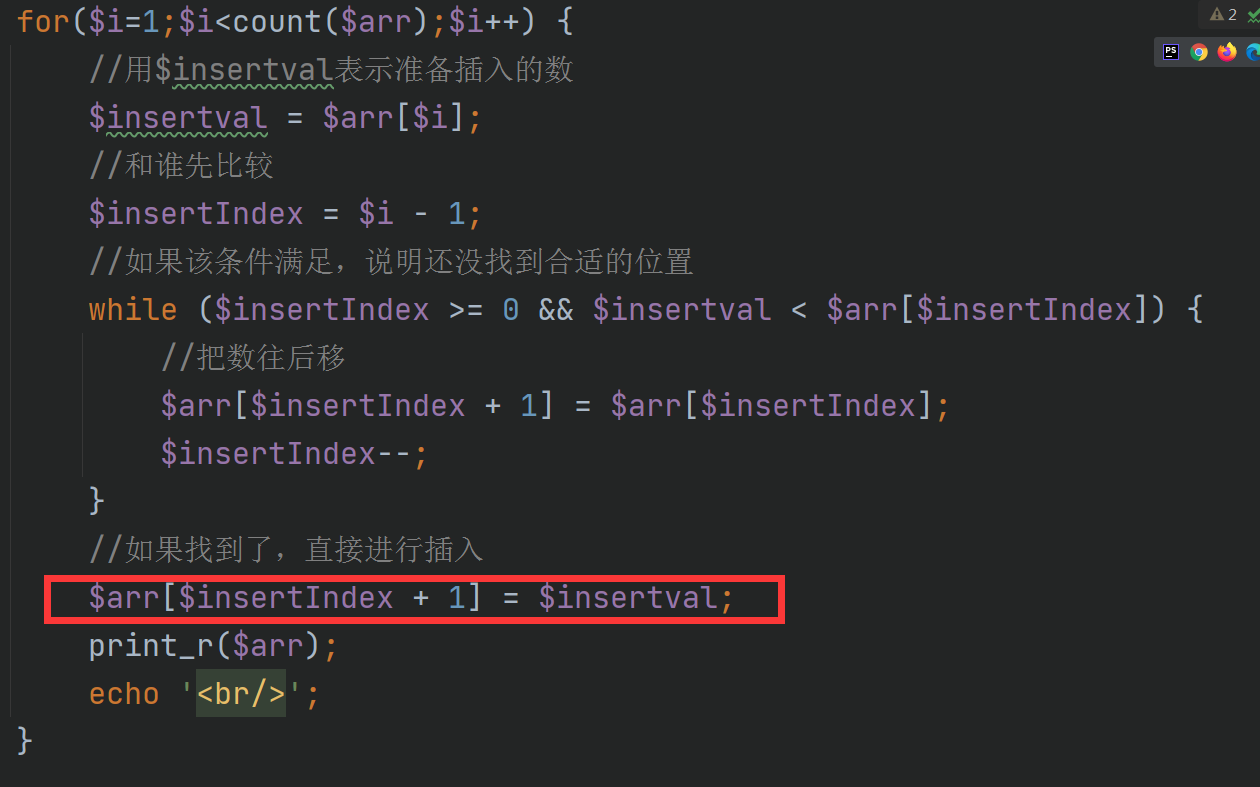 for($i=1;$i<count($arr);$i++) {
2
//用$insertval表示准备插入的数
PS
$insertval = $arr[$i];
//和谁先比较
$insertIndex = $i - 1;
//如果该条件满足，说明还没找到合适的位置
while ($insertIndex >= 0 && $insertval < $arr[$insertIndex]) {
//把数往后移
$arr[$insertIndex + 1] = $arr[$insertIndex];
$insertIndex--;
}
//如果找到了，直接进行插入
$arr[$insertIndex + 1] = $insertval;
print_r($arr);
echo '<br/>';
}